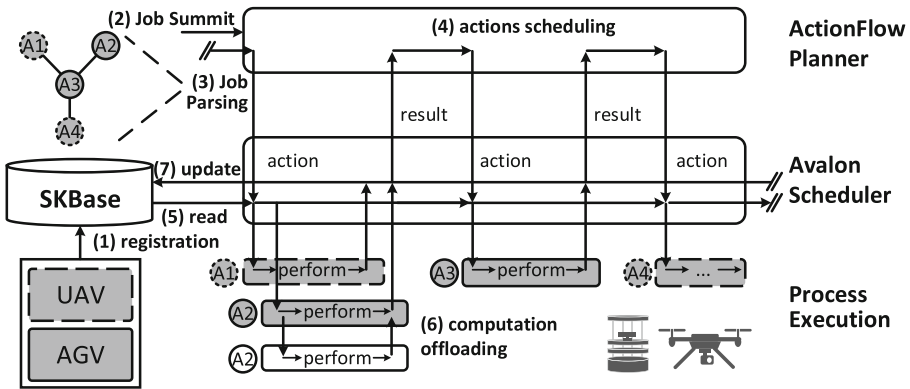 (2) Job Summit
(4) actions scheduling
ActionFlow
Planner
A1
A2
A3
A4
(3) Job
Parsing
result
result
action
action
action
(7) update
Avalon
Scheduler
SKBase
(5) read
(1) registration
UAV
AGV
A1
perform
A3
perform
A4
...
A2
perform
A2
perform
(6) computation
offloading
Process
Execution